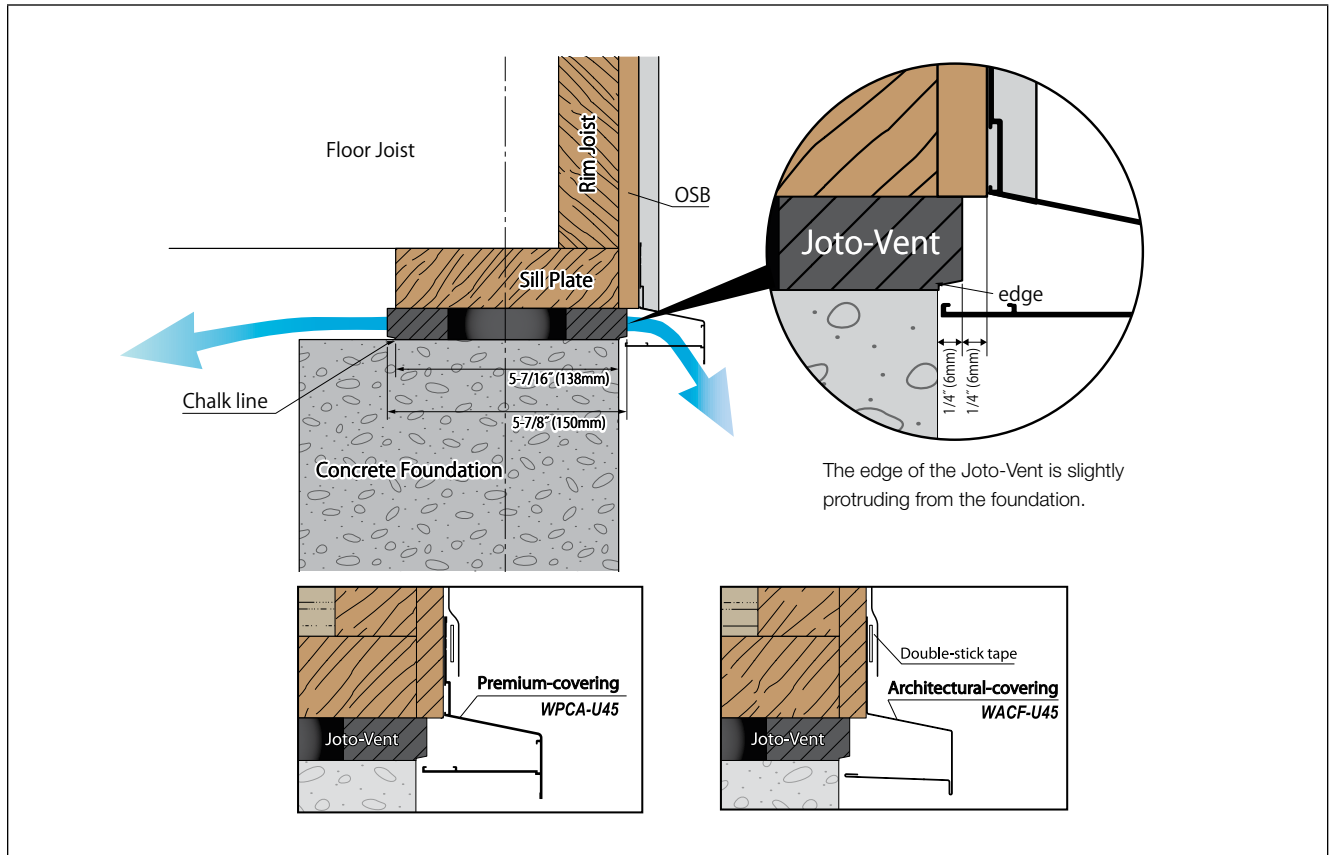 Floor Joist
Rim Joist
OSB
Sill Plate
Joto-Vent
edge
1/4˝ (6mm)
1/4˝ (6mm)
Chalk line
5-7/16˝ (138mm)
5-7/8˝ (150mm)
Concrete Foundation
The edge of the Joto-Vent is slightly
protruding from the foundation.
Premium-covering
WPCA-U45
Joto-Vent
Double-stick tape
Architectural-covering
WACF-U45
Joto-Vent